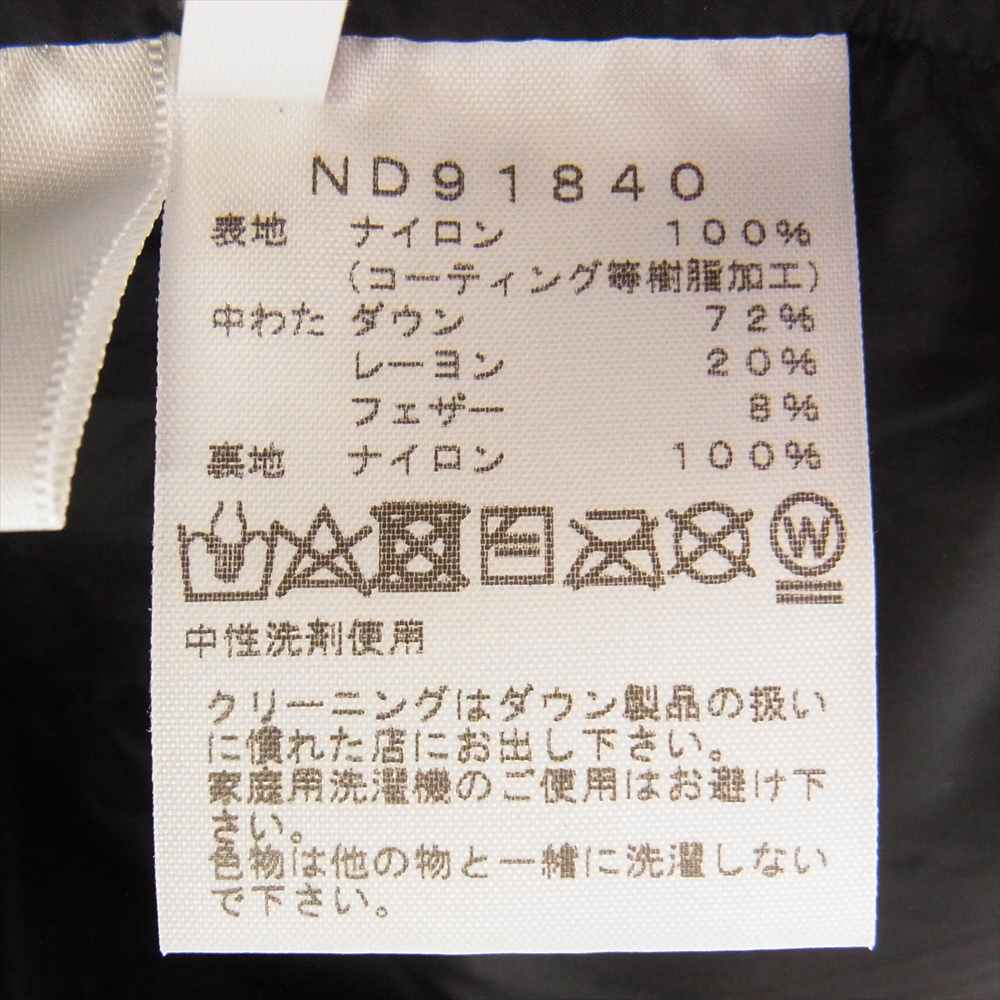 ND91840
表地 ナイロン 100%
(コーティング等樹脂加工)
中わた ダウン 72%
レーヨン 20%
フェザー 8%
裏地 ナイロン 100%
W
中性洗剤使用
クリーニングはダウン製品の扱い
に慣れた店にお出し下さい。
家庭用洗濯機のご使用はお避け下
さい。
色物は他の物と一緒に洗濯しない
で下さい。